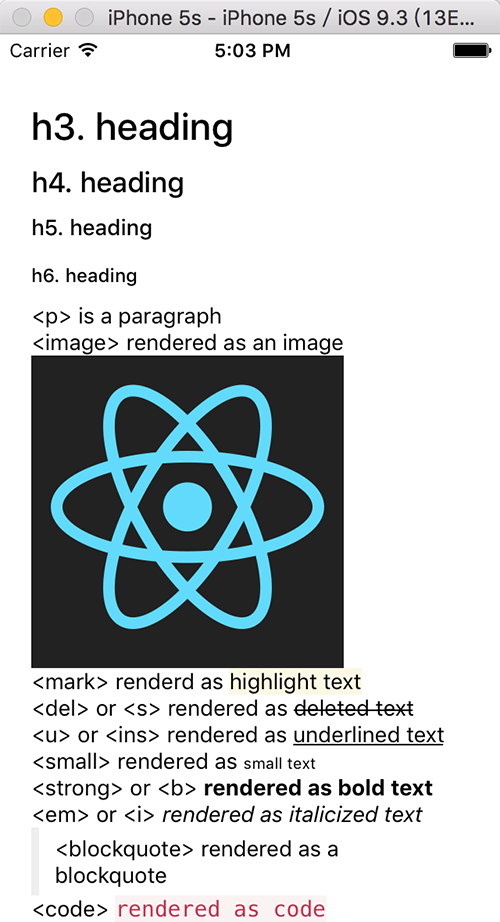 iPhone 5s - iPhone 5s / iOS 9.3 (13E...
Carrier 5:03 PM
h3. heading
h4. heading
h5. heading
h6. heading
<p> is a paragraph
<image> rendered as an image
<mark> renderd as highlight text
<del> or <s> rendered as deleted text
<u> or <ins> rendered as underlined text
<small> rendered as small text
<strong> or <b> rendered as bold text
<em> or <i> rendered as italicized text
<blockquote> rendered as a
blockquote
<code> rendered as code